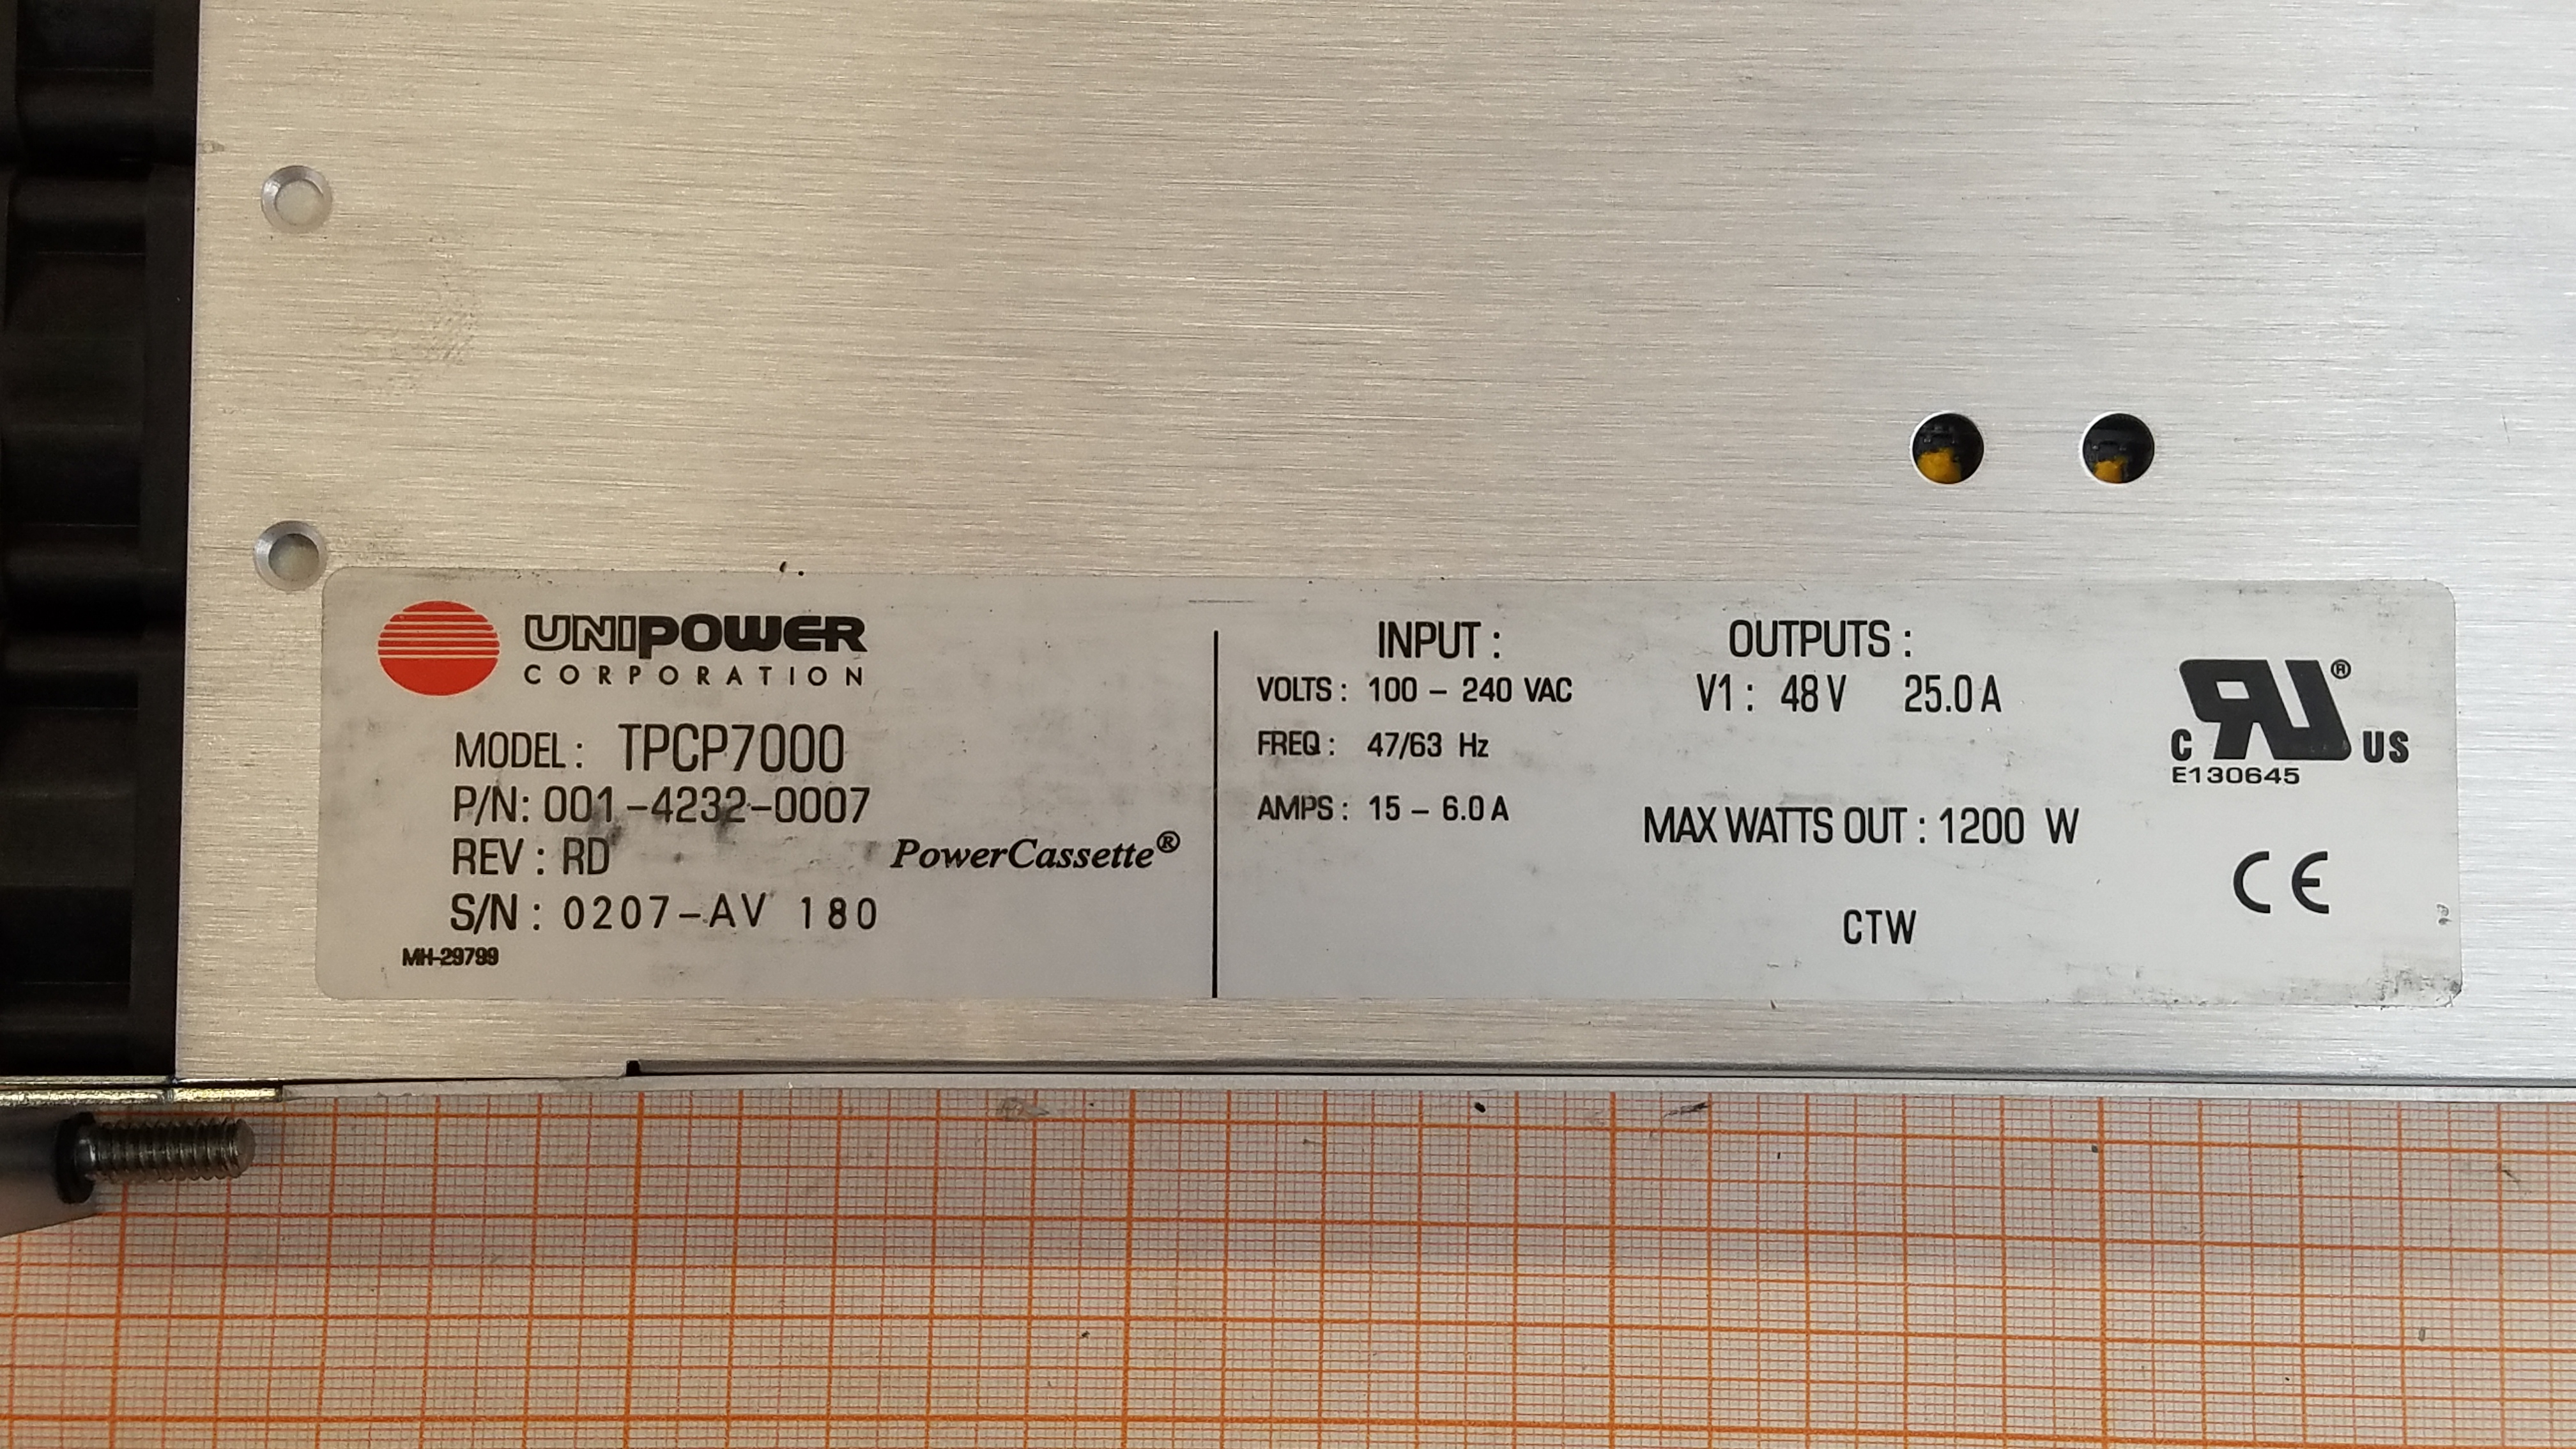 UNIPOWER
CORPORATION
MODEL: TPCP7000
P/N: 001-4232-0007
REV: RD
PowerCassette®
S/N: 0207-AV 180
MH-29799
INPUT:
VOLTS: 100 – 240 VAC
FREQ: 47/63 Hz
AMPS: 15 – 6.0 A
OUTPUTS:
V1: 48 V 25.0 A
MAX WATTS OUT: 1200 W
CTW
®
C US
E130645
CE